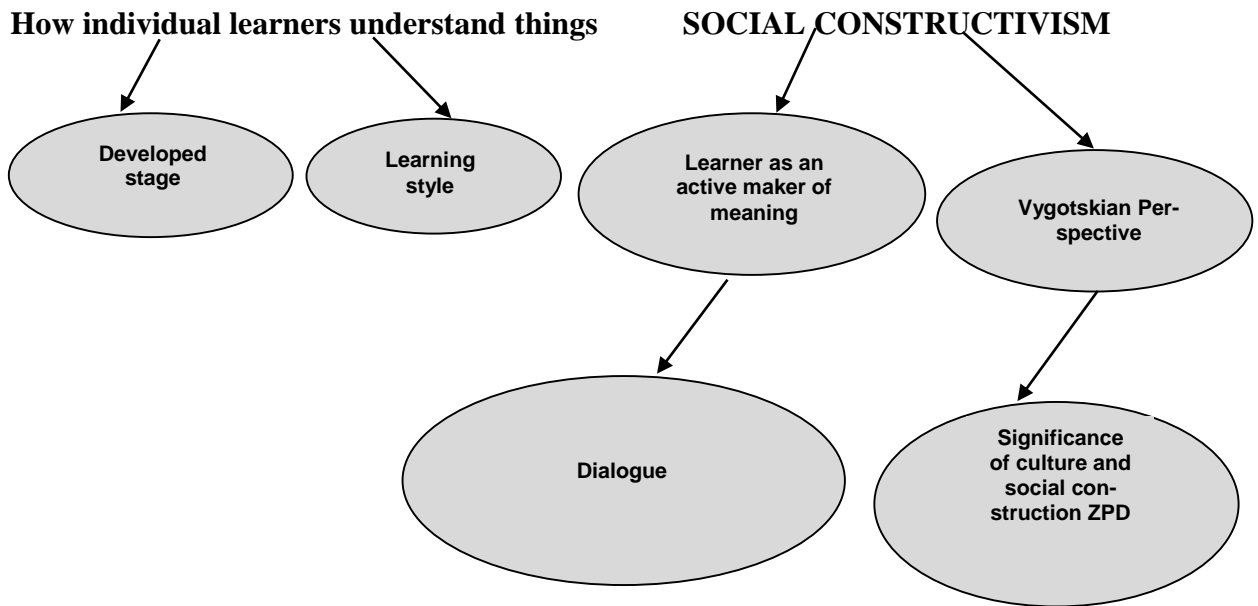 How individual learners understand things SOCIAL CONSTRUCTIVISM
Developed
stage
Learning
style
Learner as an
active maker of
meaning
Vygotskian Per-
spective
Dialogue
Significance
of culture and
social con-
struction ZPD